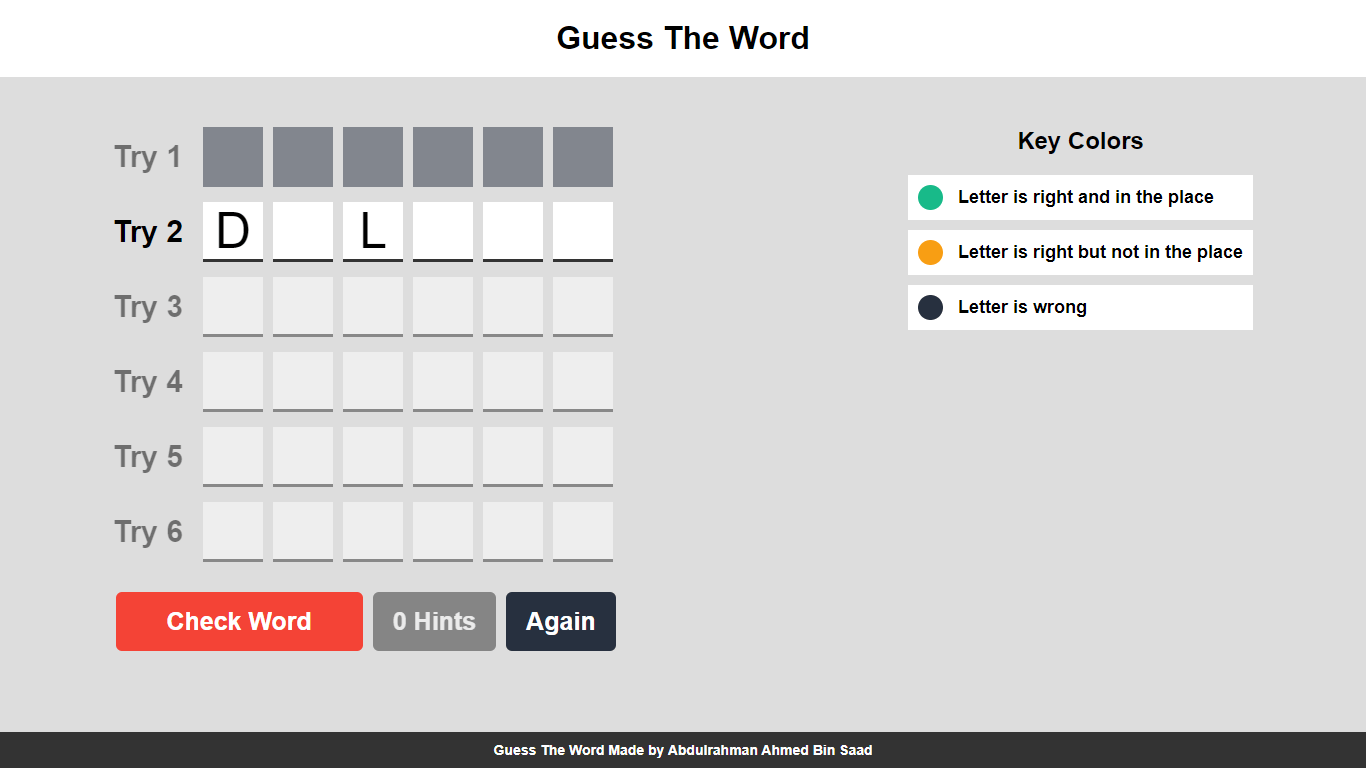 Guess The Word
Try 1
Try 2 D L
Try 3
Try 4
Try 5
Try 6
Check Word
0 Hints
Again
Key Colors
Letter is right and in the place
Letter is right but not in the place
Letter is wrong
Guess The Word Made by Abdulrahman Ahmed Bin Saad